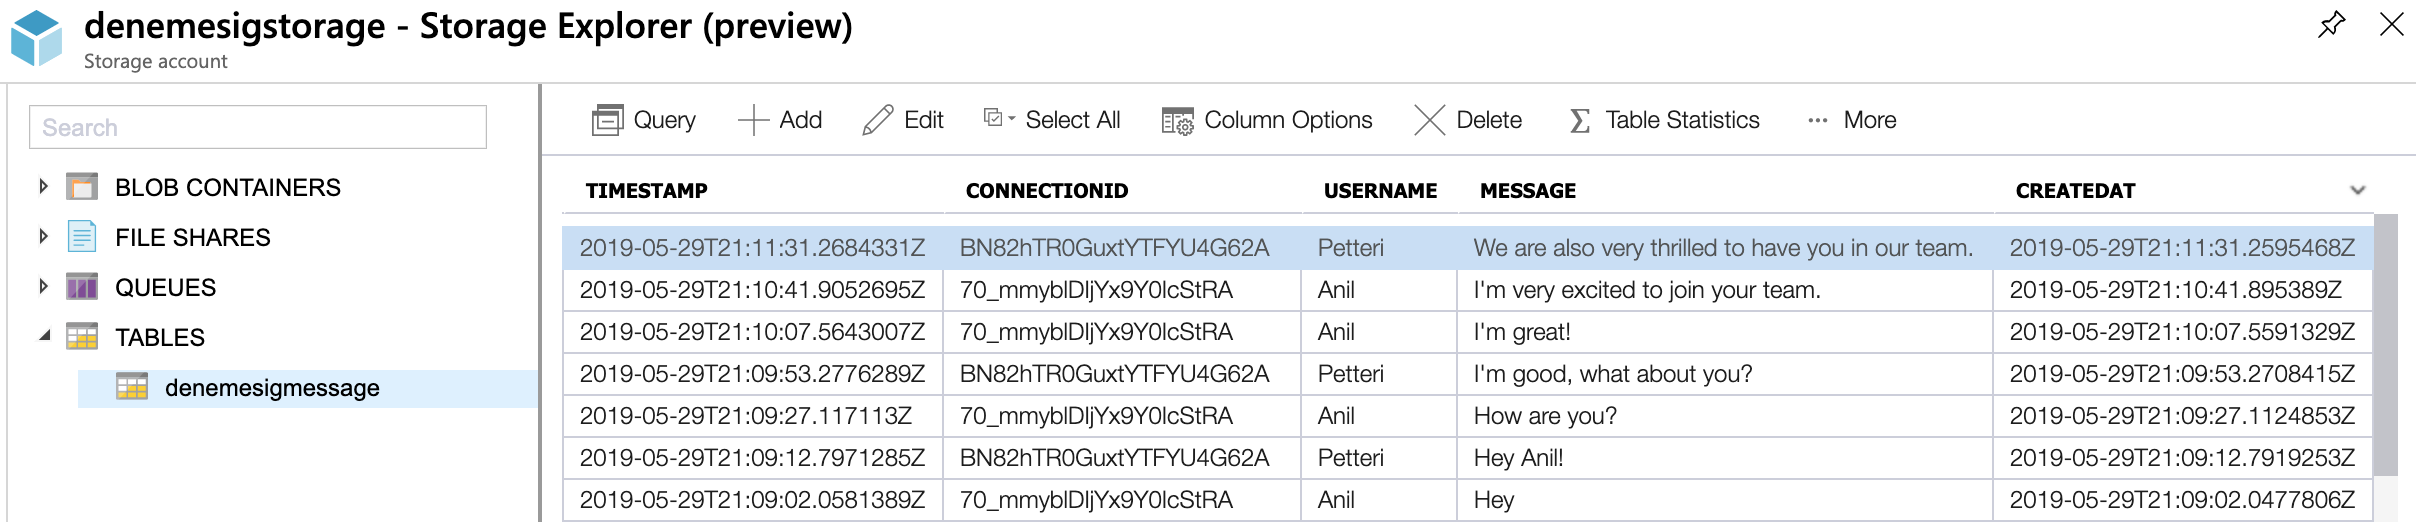 denemesigstorage - Storage Explorer (preview)
Storage account
Search
BLOB CONTAINERS
FILE SHARES
QUEUES
TABLES
denemesigmessage
Query Add Edit Select All Column Options Delete Table Statistics More
TIMESTAMP CONNECTIONID USERNAME MESSAGE CREATEDAT
2019-05-29T21:11:31.2684331Z BN82hTR0GuxtYTFYU4G62A Petteri We are also very thrilled to have you in our team. 2019-05-29T21:11:31.2595468Z
2019-05-29T21:10:41.9052695Z 70_mmyblDljYx9Y0lcStRA Anil I'm very excited to join your team. 2019-05-29T21:10:41.895389Z
2019-05-29T21:10:07.5643007Z 70_mmyblDljYx9Y0lcStRA Anil I'm great! 2019-05-29T21:10:07.5591329Z
2019-05-29T21:09:53.2776289Z BN82hTR0GuxtYTFYU4G62A Petteri I'm good, what about you? 2019-05-29T21:09:53.2708415Z
2019-05-29T21:09:27.117113Z 70_mmyblDljYx9Y0lcStRA Anil How are you? 2019-05-29T21:09:27.1124853Z
2019-05-29T21:09:12.7971285Z BN82hTR0GuxtYTFYU4G62A Petteri Hey Anil! 2019-05-29T21:09:12.7919253Z
2019-05-29T21:09:02.0581389Z 70_mmyblDljYx9Y0lcStRA Anil Hey 2019-05-29T21:09:02.0477806Z